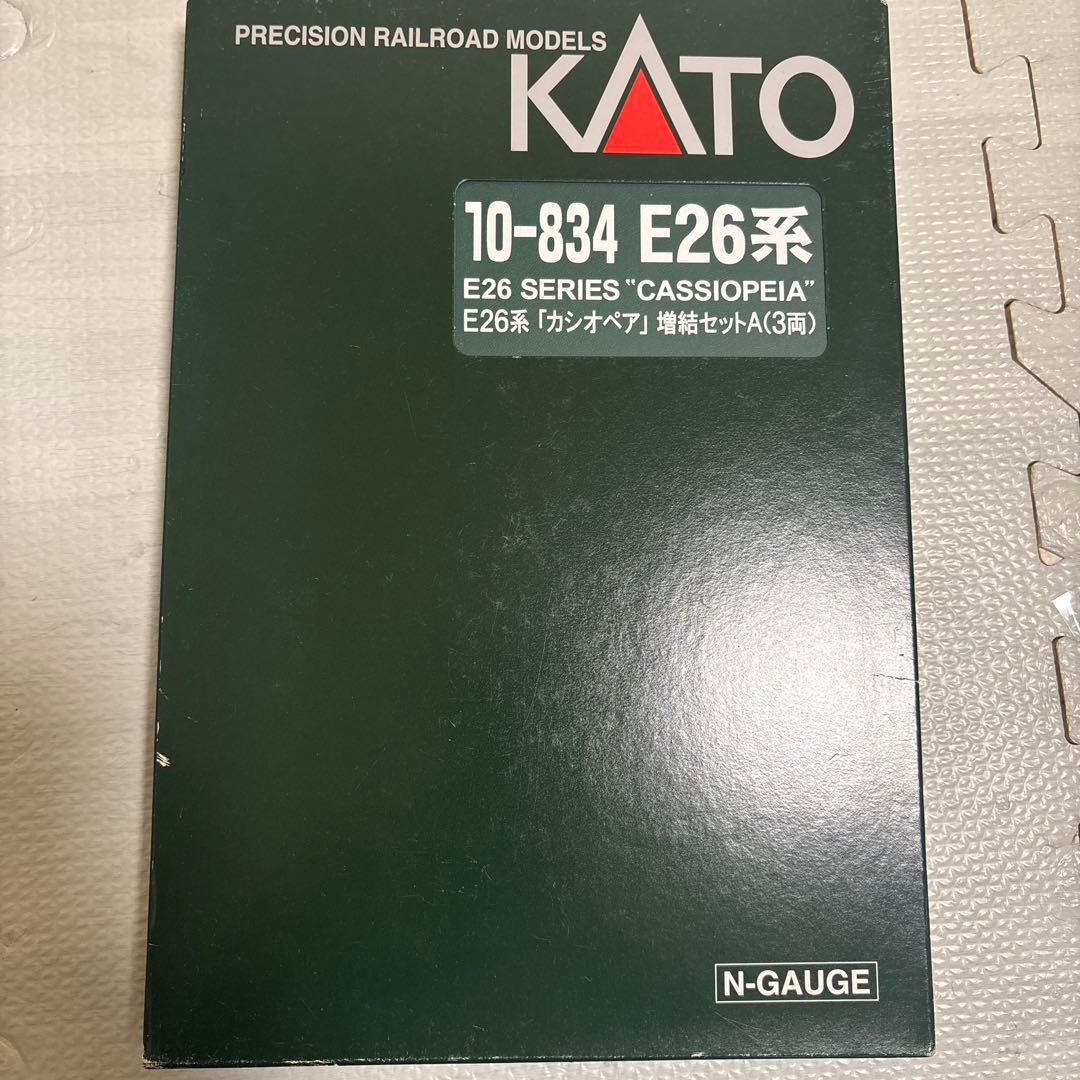 PRECISION RAILROAD MODELS
KATO
10-834 E26系
E26 SERIES "CASSIOPEIA"
E26系「カシオペア」増結セットA(3両)
N-GAUGE